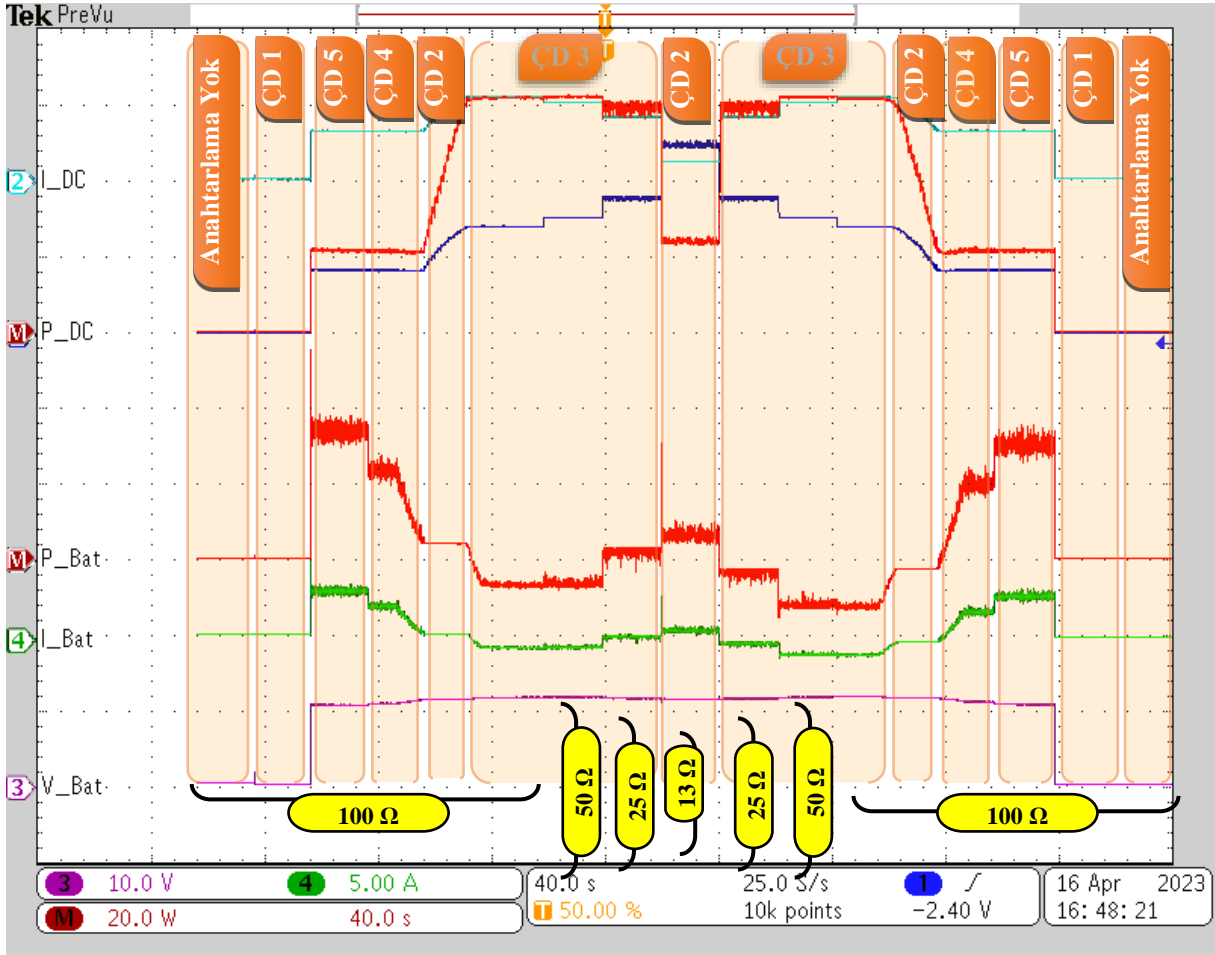 Tek PreVu
T
T
Anahtarlama Yok
ÇD 1
ÇD 5
ÇD 4
ÇD 2
ÇD 3
ÇD 2
ÇD 3
ÇD 2
ÇD 4
ÇD 5
ÇD 1
Anahtarlama Yok
2 I_DC
M P_DC
M P_Bat
4 I_Bat
3 V_Bat
100 Ω
50 Ω
25 Ω
13 Ω
25 Ω
50 Ω
100 Ω
3 10.0 V 4 5.00 A
M 20.0 W 40.0 s
40.0 s 25.0 S/s 1 /
T 50.00 % 10k points −2.40 V
16 Apr 2023
16:48:21